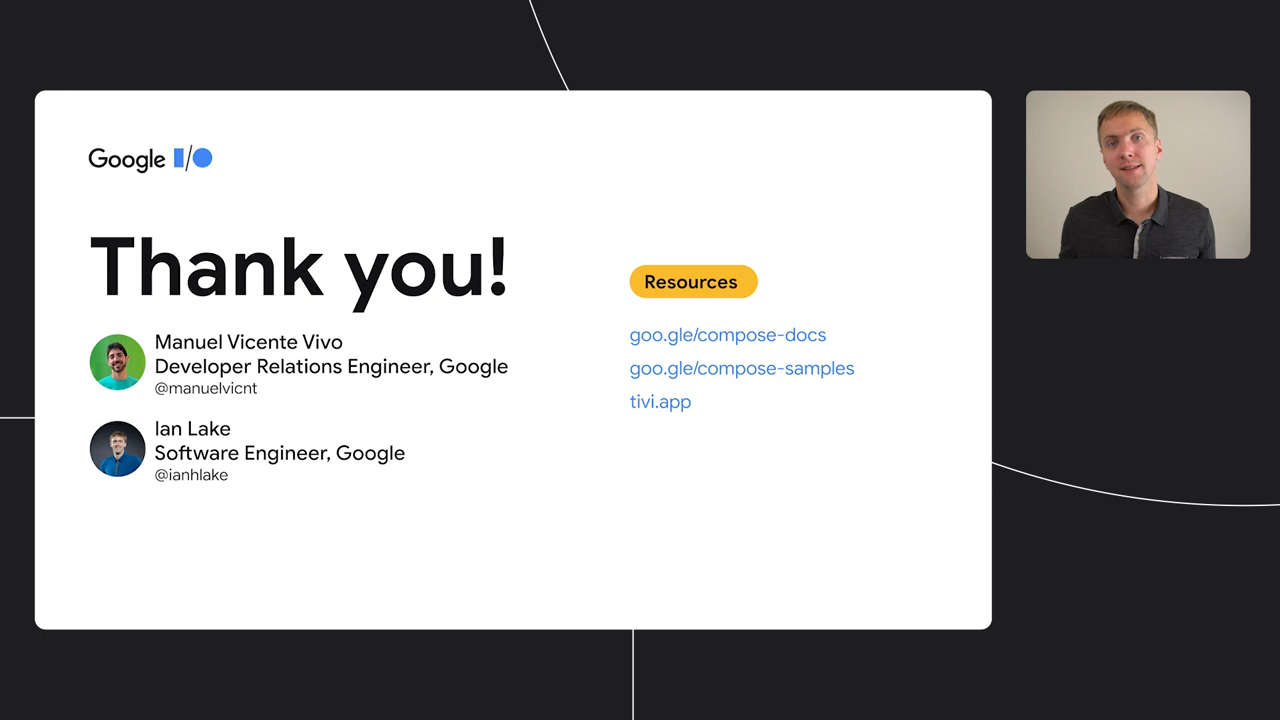 Google I/O
Thank you!
Manuel Vicente Vivo
Developer Relations Engineer, Google
@manuelvicnt
Ian Lake
Software Engineer, Google
@ianhlake
Resources
goo.gle/compose-docs
goo.gle/compose-samples
tivi.app